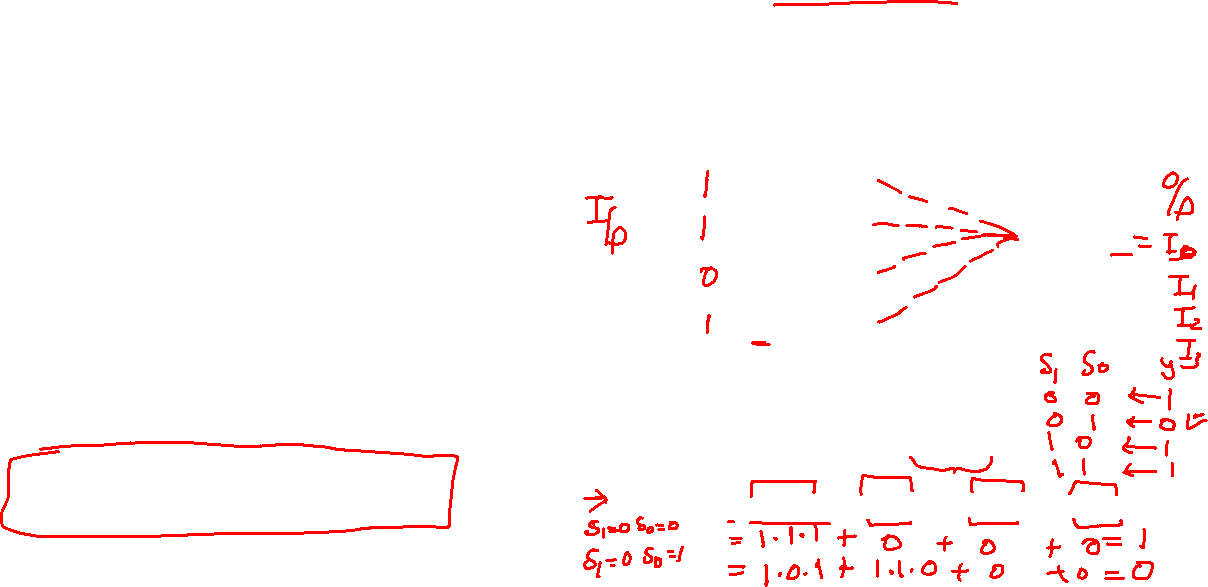 1
I/p
1
0
1
O/p
= I0
I1
I2
I3
S1 S0 y
0 0 ← 1
0 1 ← 0
1 0 ← 1
1 1 ← 1
→
S1=0 S0=0 = 1.1.1 + 0 + 0 + 0 = 1
S1=0 S0=1 = 1.0.1 + 1.1.0 + 0 + 0 = 0